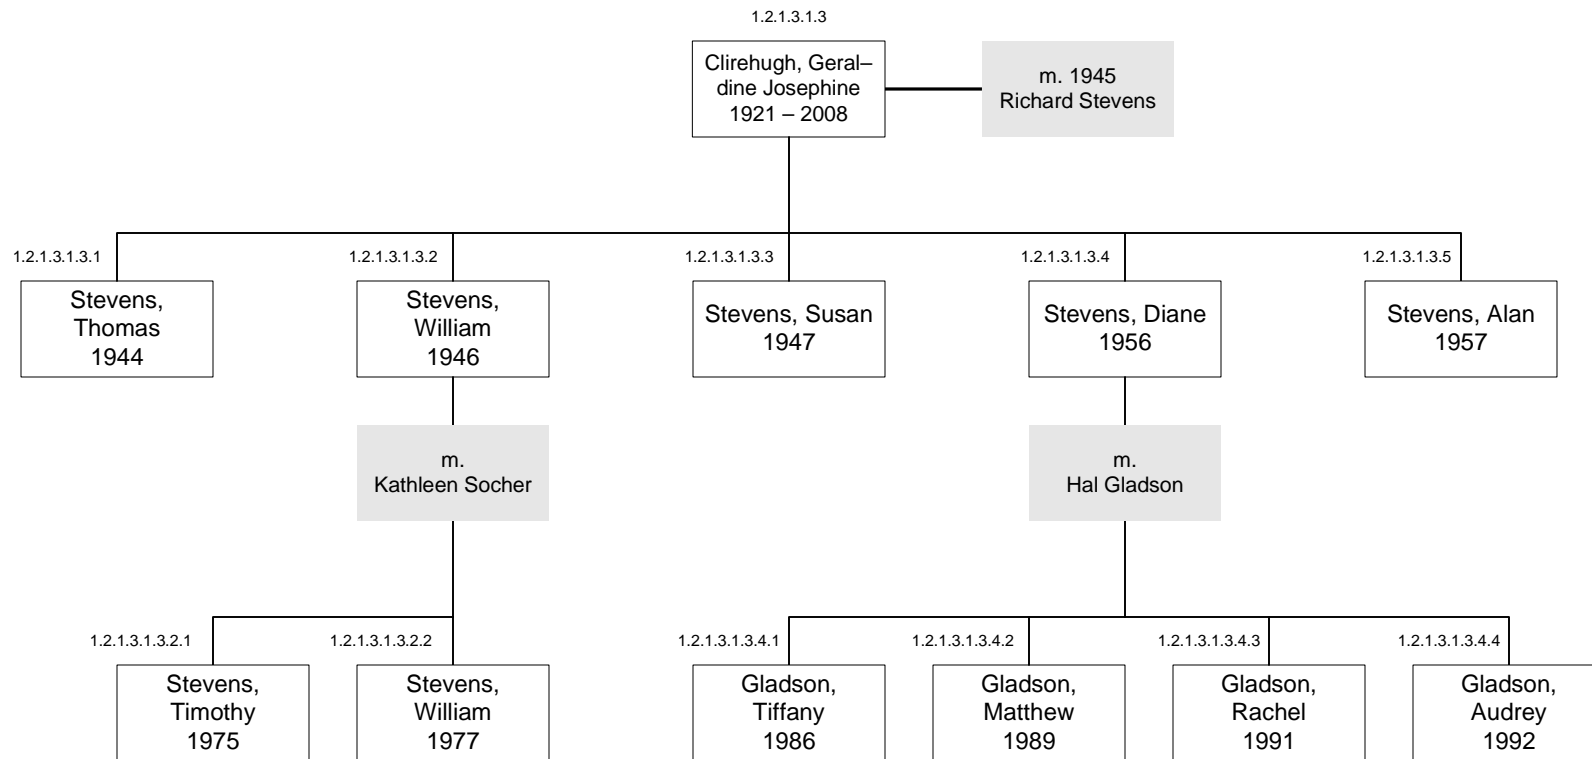 1.2.1.3.1.3
Clirehugh, Geral–
dine Josephine
1921 – 2008
m. 1945
Richard Stevens
1.2.1.3.1.3.1
Stevens,
Thomas
1944
1.2.1.3.1.3.2
Stevens,
William
1946
1.2.1.3.1.3.3
Stevens, Susan
1947
1.2.1.3.1.3.4
Stevens, Diane
1956
1.2.1.3.1.3.5
Stevens, Alan
1957
m.
Kathleen Socher
m.
Hal Gladson
1.2.1.3.1.3.2.1
Stevens,
Timothy
1975
1.2.1.3.1.3.2.2
Stevens,
William
1977
1.2.1.3.1.3.4.1
Gladson,
Tiffany
1986
1.2.1.3.1.3.4.2
Gladson,
Matthew
1989
1.2.1.3.1.3.4.3
Gladson,
Rachel
1991
1.2.1.3.1.3.4.4
Gladson,
Audrey
1992